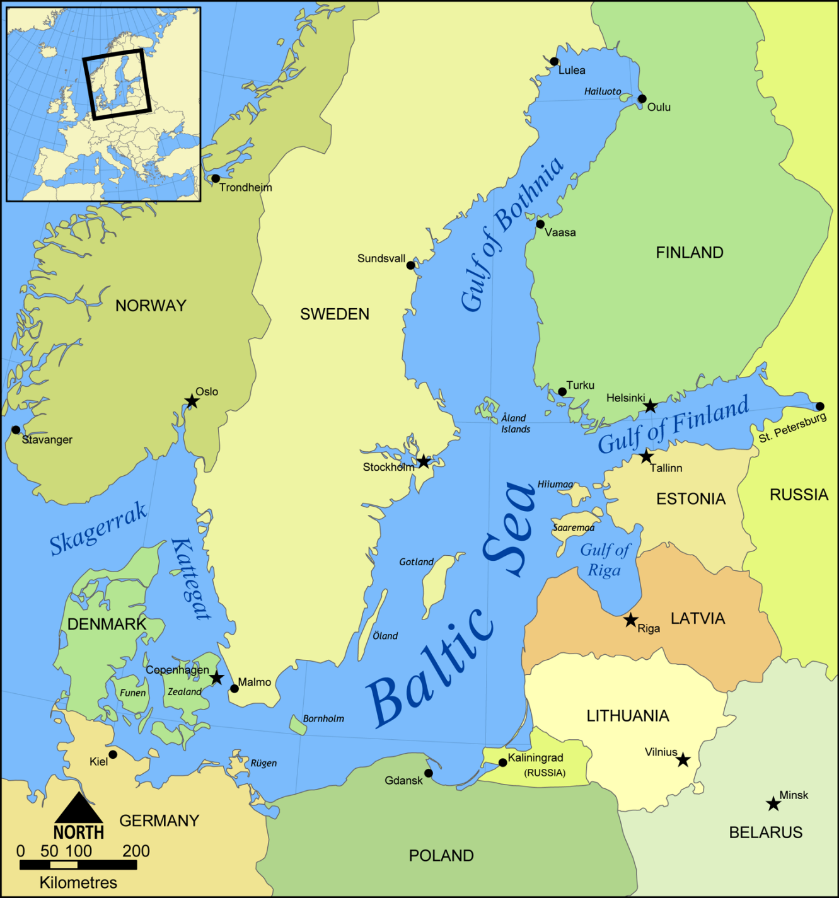 Lulea
Hailuoto
Oulu
Trondheim
Gulf of Bothnia
Vaasa
Sundsvall
FINLAND
NORWAY
SWEDEN
Oslo
Turku
Helsinki
Åland
Islands
Gulf of Finland
St. Petersburg
Stavanger
Stockholm
Tallinn
Hiiumaa
ESTONIA
RUSSIA
Skagerrak
Kattegat
Saaremaa
Gulf of
Riga
Gotland
Baltic Sea
DENMARK
Öland
Riga
LATVIA
Copenhagen
Malmo
Funen
Zealand
Bornholm
LITHUANIA
Vilnius
Kiel
Rügen
Kaliningrad
(RUSSIA)
Gdansk
Minsk
NORTH
GERMANY
BELARUS
POLAND
0 50 100 200
Kilometres